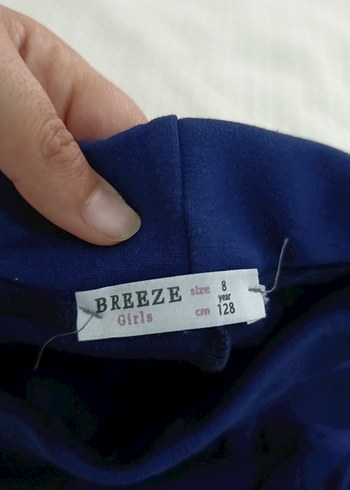 BREEZE size 8
year
Girls cm 128